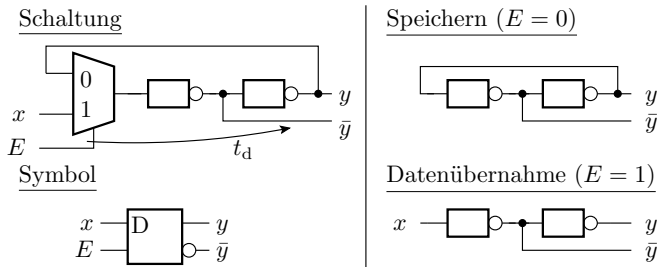 Schaltung
0
1
x
E
y
ȳ
t_d
Symbol
x D y
E ȳ
Speichern (E = 0)
y
ȳ
Datenübernahme (E = 1)
x y
ȳ